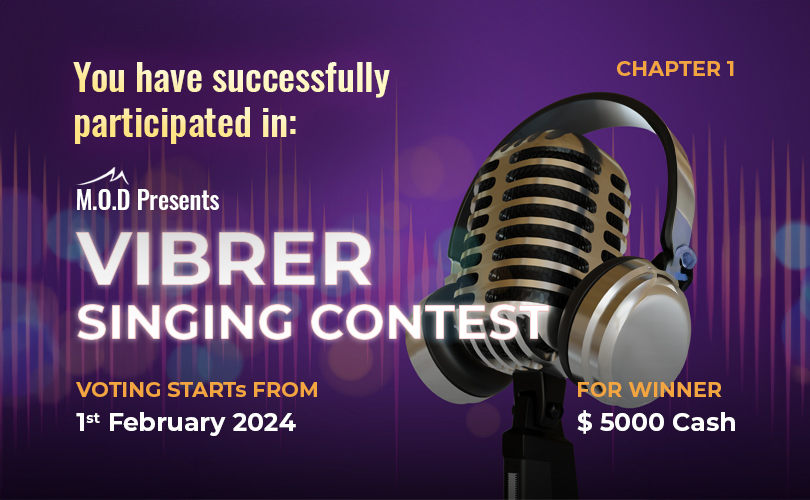 You have successfully
participated in:
CHAPTER 1
M.O.D Presents
VIBRER
SINGING CONTEST
VOTING STARTs FROM
1st February 2024
FOR WINNER
$ 5000 Cash